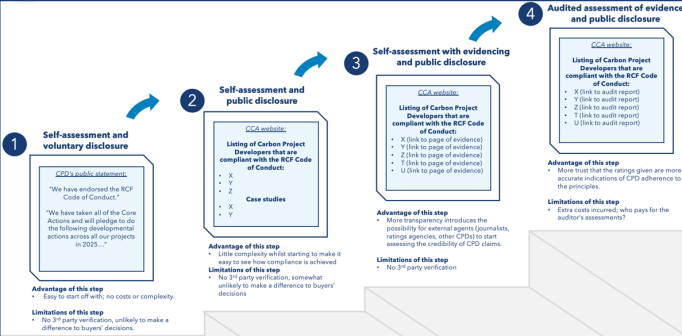 1
Self-assessment and
voluntary disclosure
CPD's public statement:
"We have endorsed the RCF
Code of Conduct."
"We have taken all of the Core
Actions and will pledge to do
the following developmental
actions across all our projects
in 2025…"
Advantage of this step
• Easy to start off with; no costs or complexity.
Limitations of this step
• No 3rd party verification, unlikely to make a
difference to buyers' decisions.
2
Self-assessment and
public disclosure
CCA website:
Listing of Carbon Project
Developers that are
compliant with the RCF Code
of Conduct:
• X
• Y
• Z
Case studies
• X
• Y
Advantage of this step
• Little complexity whilst starting to make it
easy to see how compliance is achieved
Limitations of this step
• No 3rd party verification, somewhat
unlikely to make a difference to buyers'
decisions
3
Self-assessment with evidencing
and public disclosure
CCA website:
Listing of Carbon Project
Developers that are
compliant with the RCF Code
of Conduct:
• X (link to page of evidence)
• Y (link to page of evidence)
• Z (link to page of evidence)
• T (link to page of evidence)
• U (link to page of evidence)
Advantage of this step
• More transparency introduces the
possibility for external agents (journalists,
ratings agencies, other CPDs) to start
assessing the credibility of CPD claims.
Limitations of this step
• No 3rd party verification
4
Audited assessment of evidence
and public disclosure
CCA website:
Listing of Carbon Project
Developers that are
compliant with the RCF Code
of Conduct:
• X (link to audit report)
• Y (link to audit report)
• Z (link to audit report)
• T (link to audit report)
• U (link to audit report)
Advantage of this step
• More trust that the ratings given are more
accurate indications of CPD adherence to
the principles.
Limitations of this step
• Extra costs incurred; who pays for the
auditor's assessments?